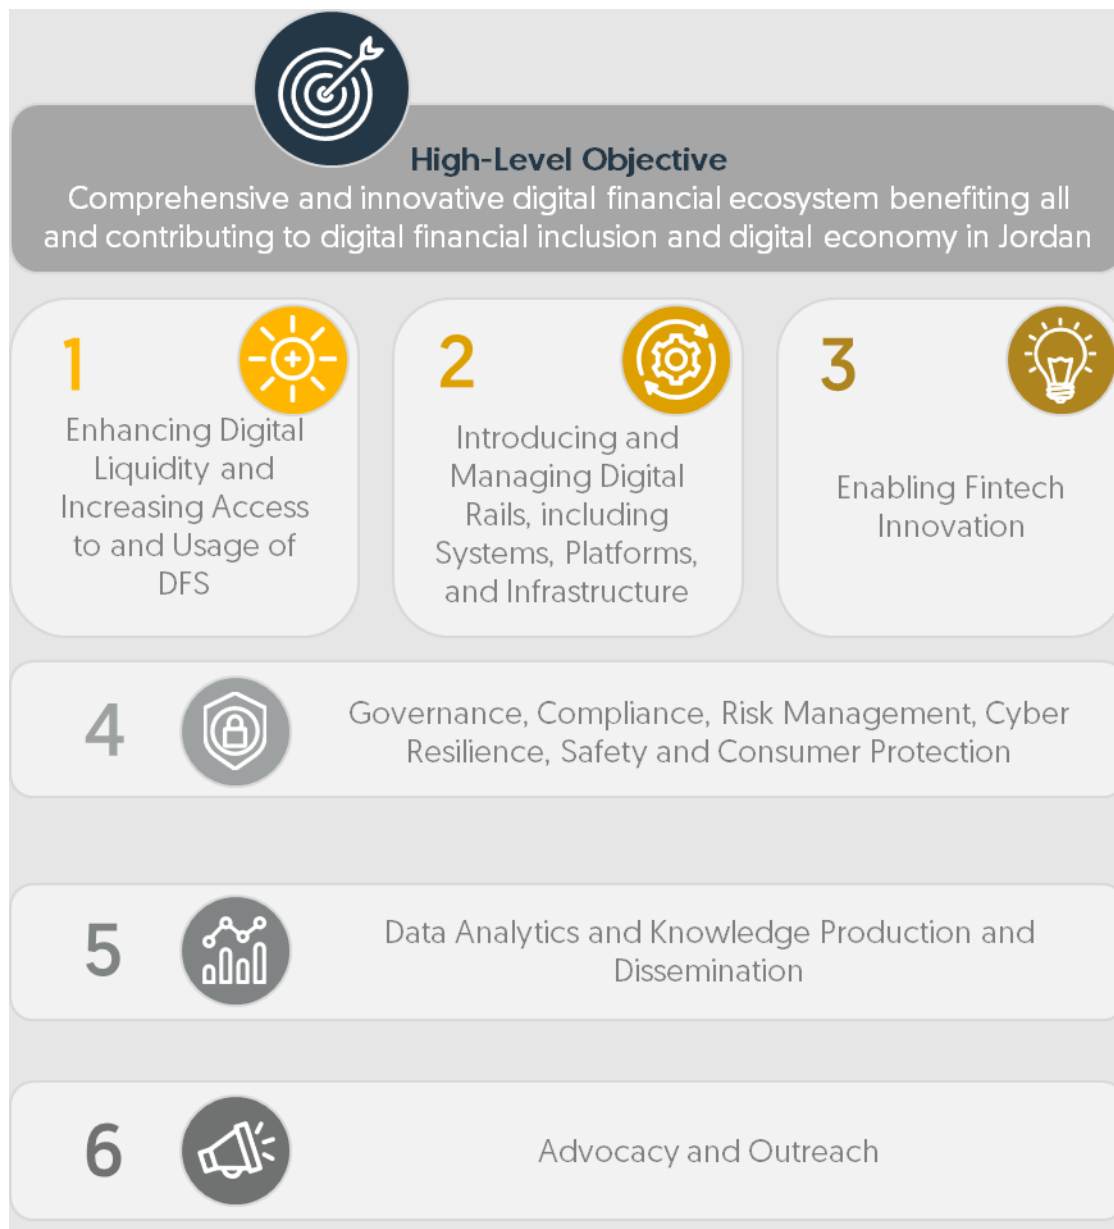 High-Level Objective
Comprehensive and innovative digital financial ecosystem benefiting all
and contributing to digital financial inclusion and digital economy in Jordan
1
Enhancing Digital
Liquidity and
Increasing Access
to and Usage of
DFS
2
Introducing and
Managing Digital
Rails, including
Systems, Platforms,
and Infrastructure
3
Enabling Fintech
Innovation
4
Governance, Compliance, Risk Management, Cyber
Resilience, Safety and Consumer Protection
5
Data Analytics and Knowledge Production and
Dissemination
6
Advocacy and Outreach